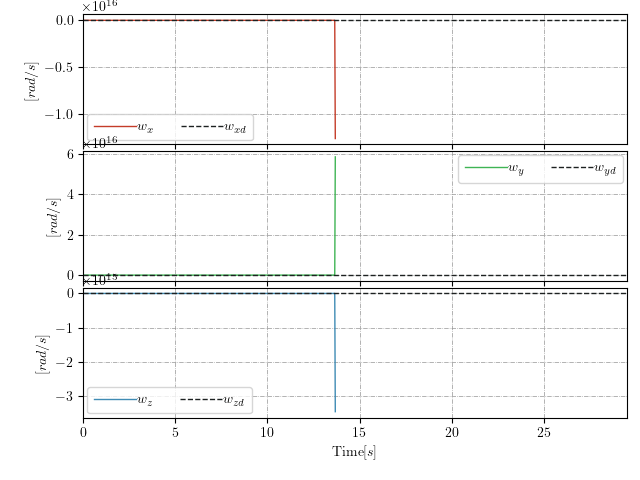 ×10^16
0.0
−0.5
−1.0
[rad/s]
w_x w_xd
×10^16
6
4
2
0
[rad/s]
w_y w_yd
×10^15
0
−1
−2
−3
[rad/s]
w_z w_zd
0 5 10 15 20 25
Time[s]